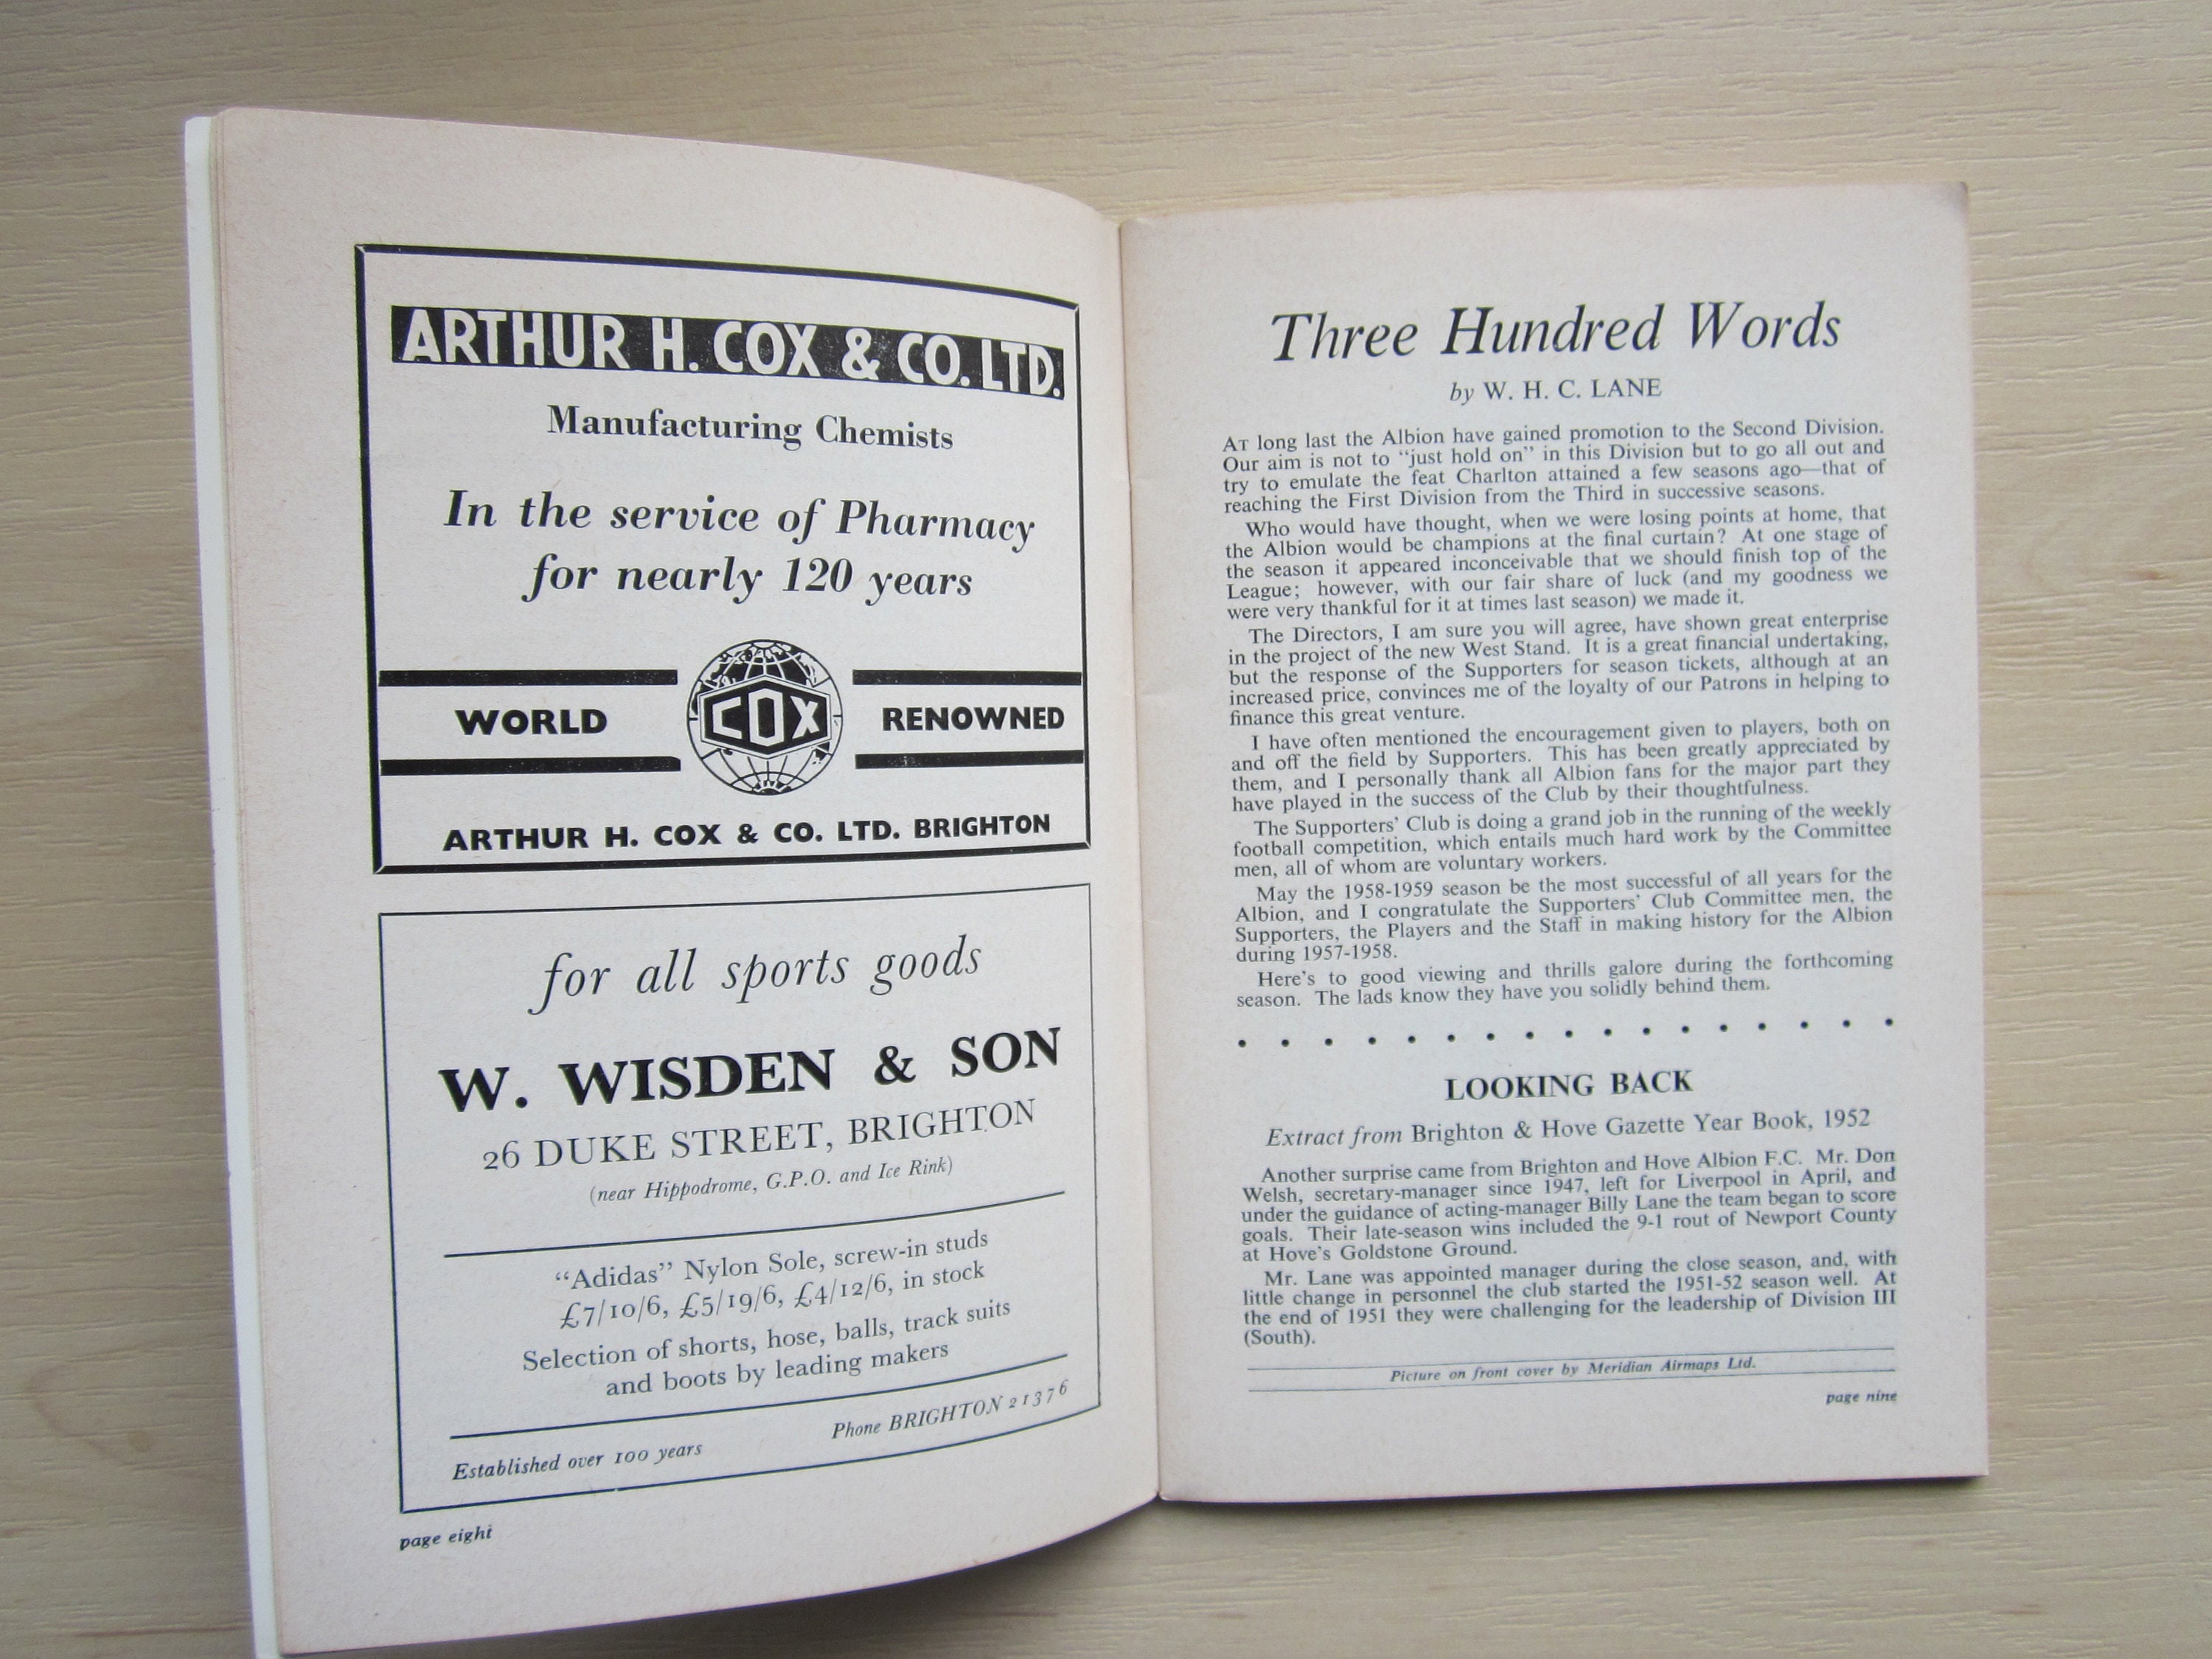 ARTHUR H. COX & CO. LTD.
Manufacturing Chemists
In the service of Pharmacy
for nearly 120 years
WORLD
COX
RENOWNED
ARTHUR H. COX & CO. LTD. BRIGHTON
for all sports goods
W. WISDEN & SON
26 DUKE STREET, BRIGHTON
(near Hippodrome, G.P.O. and Ice Rink)
"Adidas" Nylon Sole, screw-in studs
£7/10/6, £5/19/6, £4/12/6, in stock
Selection of shorts, hose, balls, track suits
and boots by leading makers
Established over 100 years
Phone BRIGHTON 21376
page eight
Three Hundred Words
by W. H. C. LANE
AT long last the Albion have gained promotion to the Second Division.
Our aim is not to "just hold on" in this Division but to go all out and
try to emulate the feat Charlton attained a few seasons ago—that of
reaching the First Division from the Third in successive seasons.
Who would have thought, when we were losing points at home, that
the Albion would be champions at the final curtain? At one stage of
the season it appeared inconceivable that we should finish top of the
League; however, with our fair share of luck (and my goodness we
were very thankful for it at times last season) we made it.
The Directors, I am sure you will agree, have shown great enterprise
in the project of the new West Stand. It is a great financial undertaking,
but the response of the Supporters for season tickets, although at an
increased price, convinces me of the loyalty of our Patrons in helping to
finance this great venture.
I have often mentioned the encouragement given to players, both on
and off the field by Supporters. This has been greatly appreciated by
them, and I personally thank all Albion fans for the major part they
have played in the success of the Club by their thoughtfulness.
The Supporters' Club is doing a grand job in the running of the weekly
football competition, which entails much hard work by the Committee
men, all of whom are voluntary workers.
May the 1958-1959 season be the most successful of all years for the
Albion, and I congratulate the Supporters' Club Committee men, the
Supporters, the Players and the Staff in making history for the Albion
during 1957-1958.
Here's to good viewing and thrills galore during the forthcoming
season. The lads know they have you solidly behind them.
LOOKING BACK
Extract from Brighton & Hove Gazette Year Book, 1952
Another surprise came from Brighton and Hove Albion F.C. Mr. Don
Welsh, secretary-manager since 1947, left for Liverpool in April, and
under the guidance of acting-manager Billy Lane the team began to score
goals. Their late-season wins included the 9-1 rout of Newport County
at Hove's Goldstone Ground.
Mr. Lane was appointed manager during the close season, and, with
little change in personnel the club started the 1951-52 season well. At
the end of 1951 they were challenging for the leadership of Division III
(South).
Picture on front cover by Meridian Airmaps Ltd.
page nine